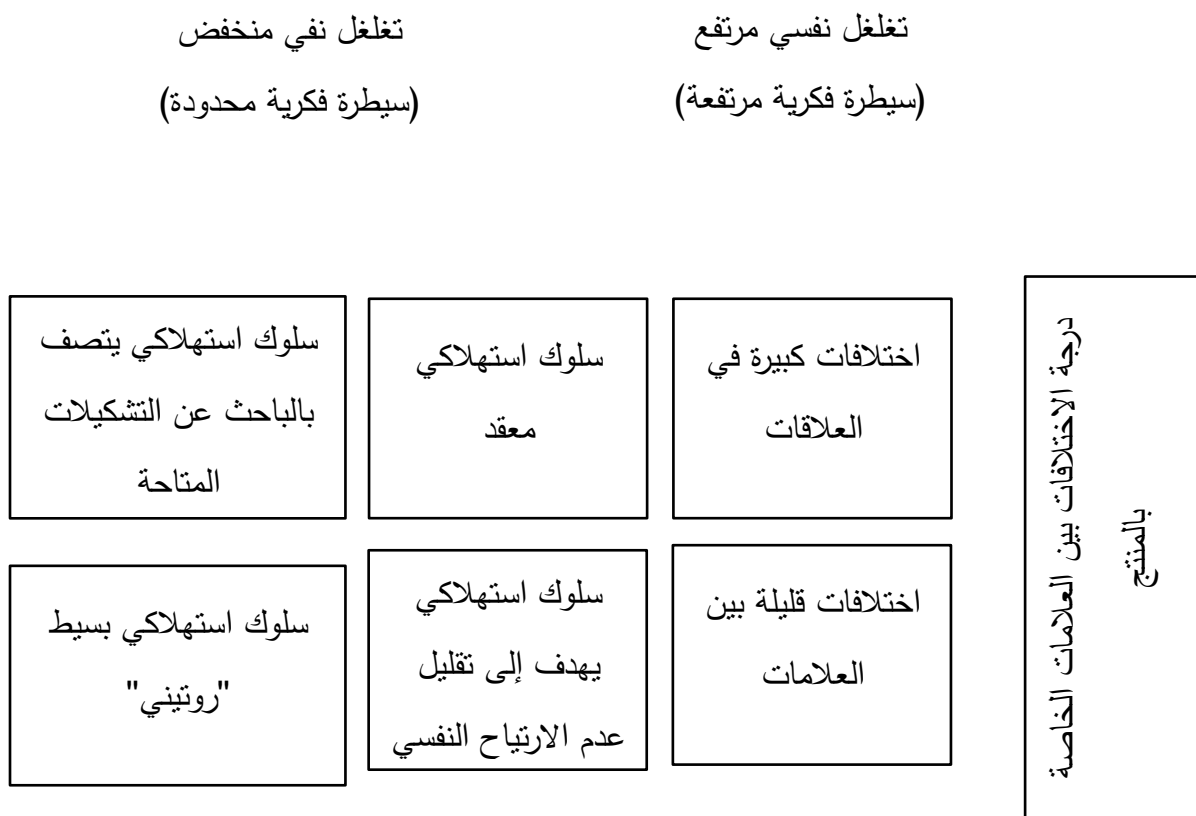 تغلغل نفسي مرتفع
(سيطرة فكرية مرتفعة)
تغلغل نفي منخفض
(سيطرة فكرية محدودة)
درجة الاختلافات بين العلامات الخاصة
بالمنتج
اختلافات كبيرة في
العلاقات
سلوك استهلاكي
معقد
سلوك استهلاكي يتصف
بالباحث عن التشكيلات
المتاحة
اختلافات قليلة بين
العلامات
سلوك استهلاكي
يهدف إلى تقليل
عدم الارتياح النفسي
سلوك استهلاكي بسيط
"روتيني"